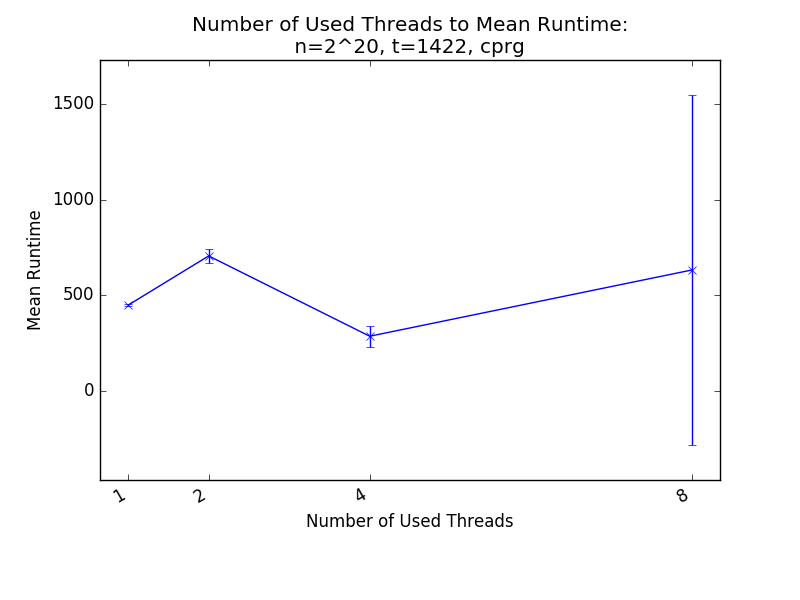 Number of Used Threads to Mean Runtime:
n=2^20, t=1422, cprg
1500
1000
500
0
Mean Runtime
1
2
4
8
Number of Used Threads